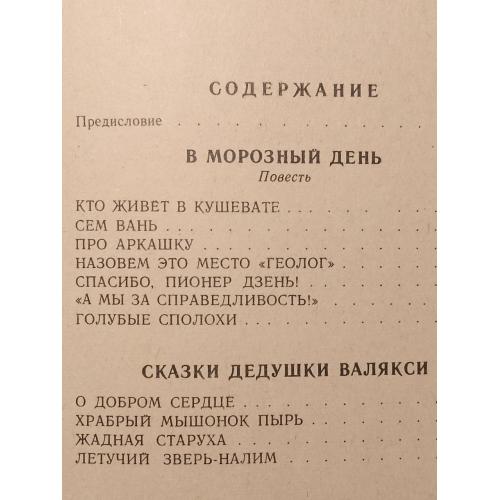 СОДЕРЖАНИЕ
Предисловие . . . . . . . . . . .
В МОРОЗНЫЙ ДЕНЬ
Повесть
КТО ЖИВЕТ В КУШЕВАТЕ . . . . . . .
СЕМ ВАНЬ . . . . . . . . . . .
ПРО АРКАШКУ . . . . . . . . . .
НАЗОВЕМ ЭТО МЕСТО «ГЕОЛОГ» . . . . .
СПАСИБО, ПИОНЕР ДЗЕНЬ! . . . . . .
«А МЫ ЗА СПРАВЕДЛИВОСТЬ!» . . . . .
ГОЛУБЫЕ СПОЛОХИ . . . . . . . . .
СКАЗКИ ДЕДУШКИ ВАЛЯКСИ
О ДОБРОМ СЕРДЦЕ . . . . . . . . .
ХРАБРЫЙ МЫШОНОК ПЫРЬ . . . . . . .
ЖАДНАЯ СТАРУХА . . . . . . . . .
ЛЕТУЧИЙ ЗВЕРЬ-НАЛИМ . . . . . . .